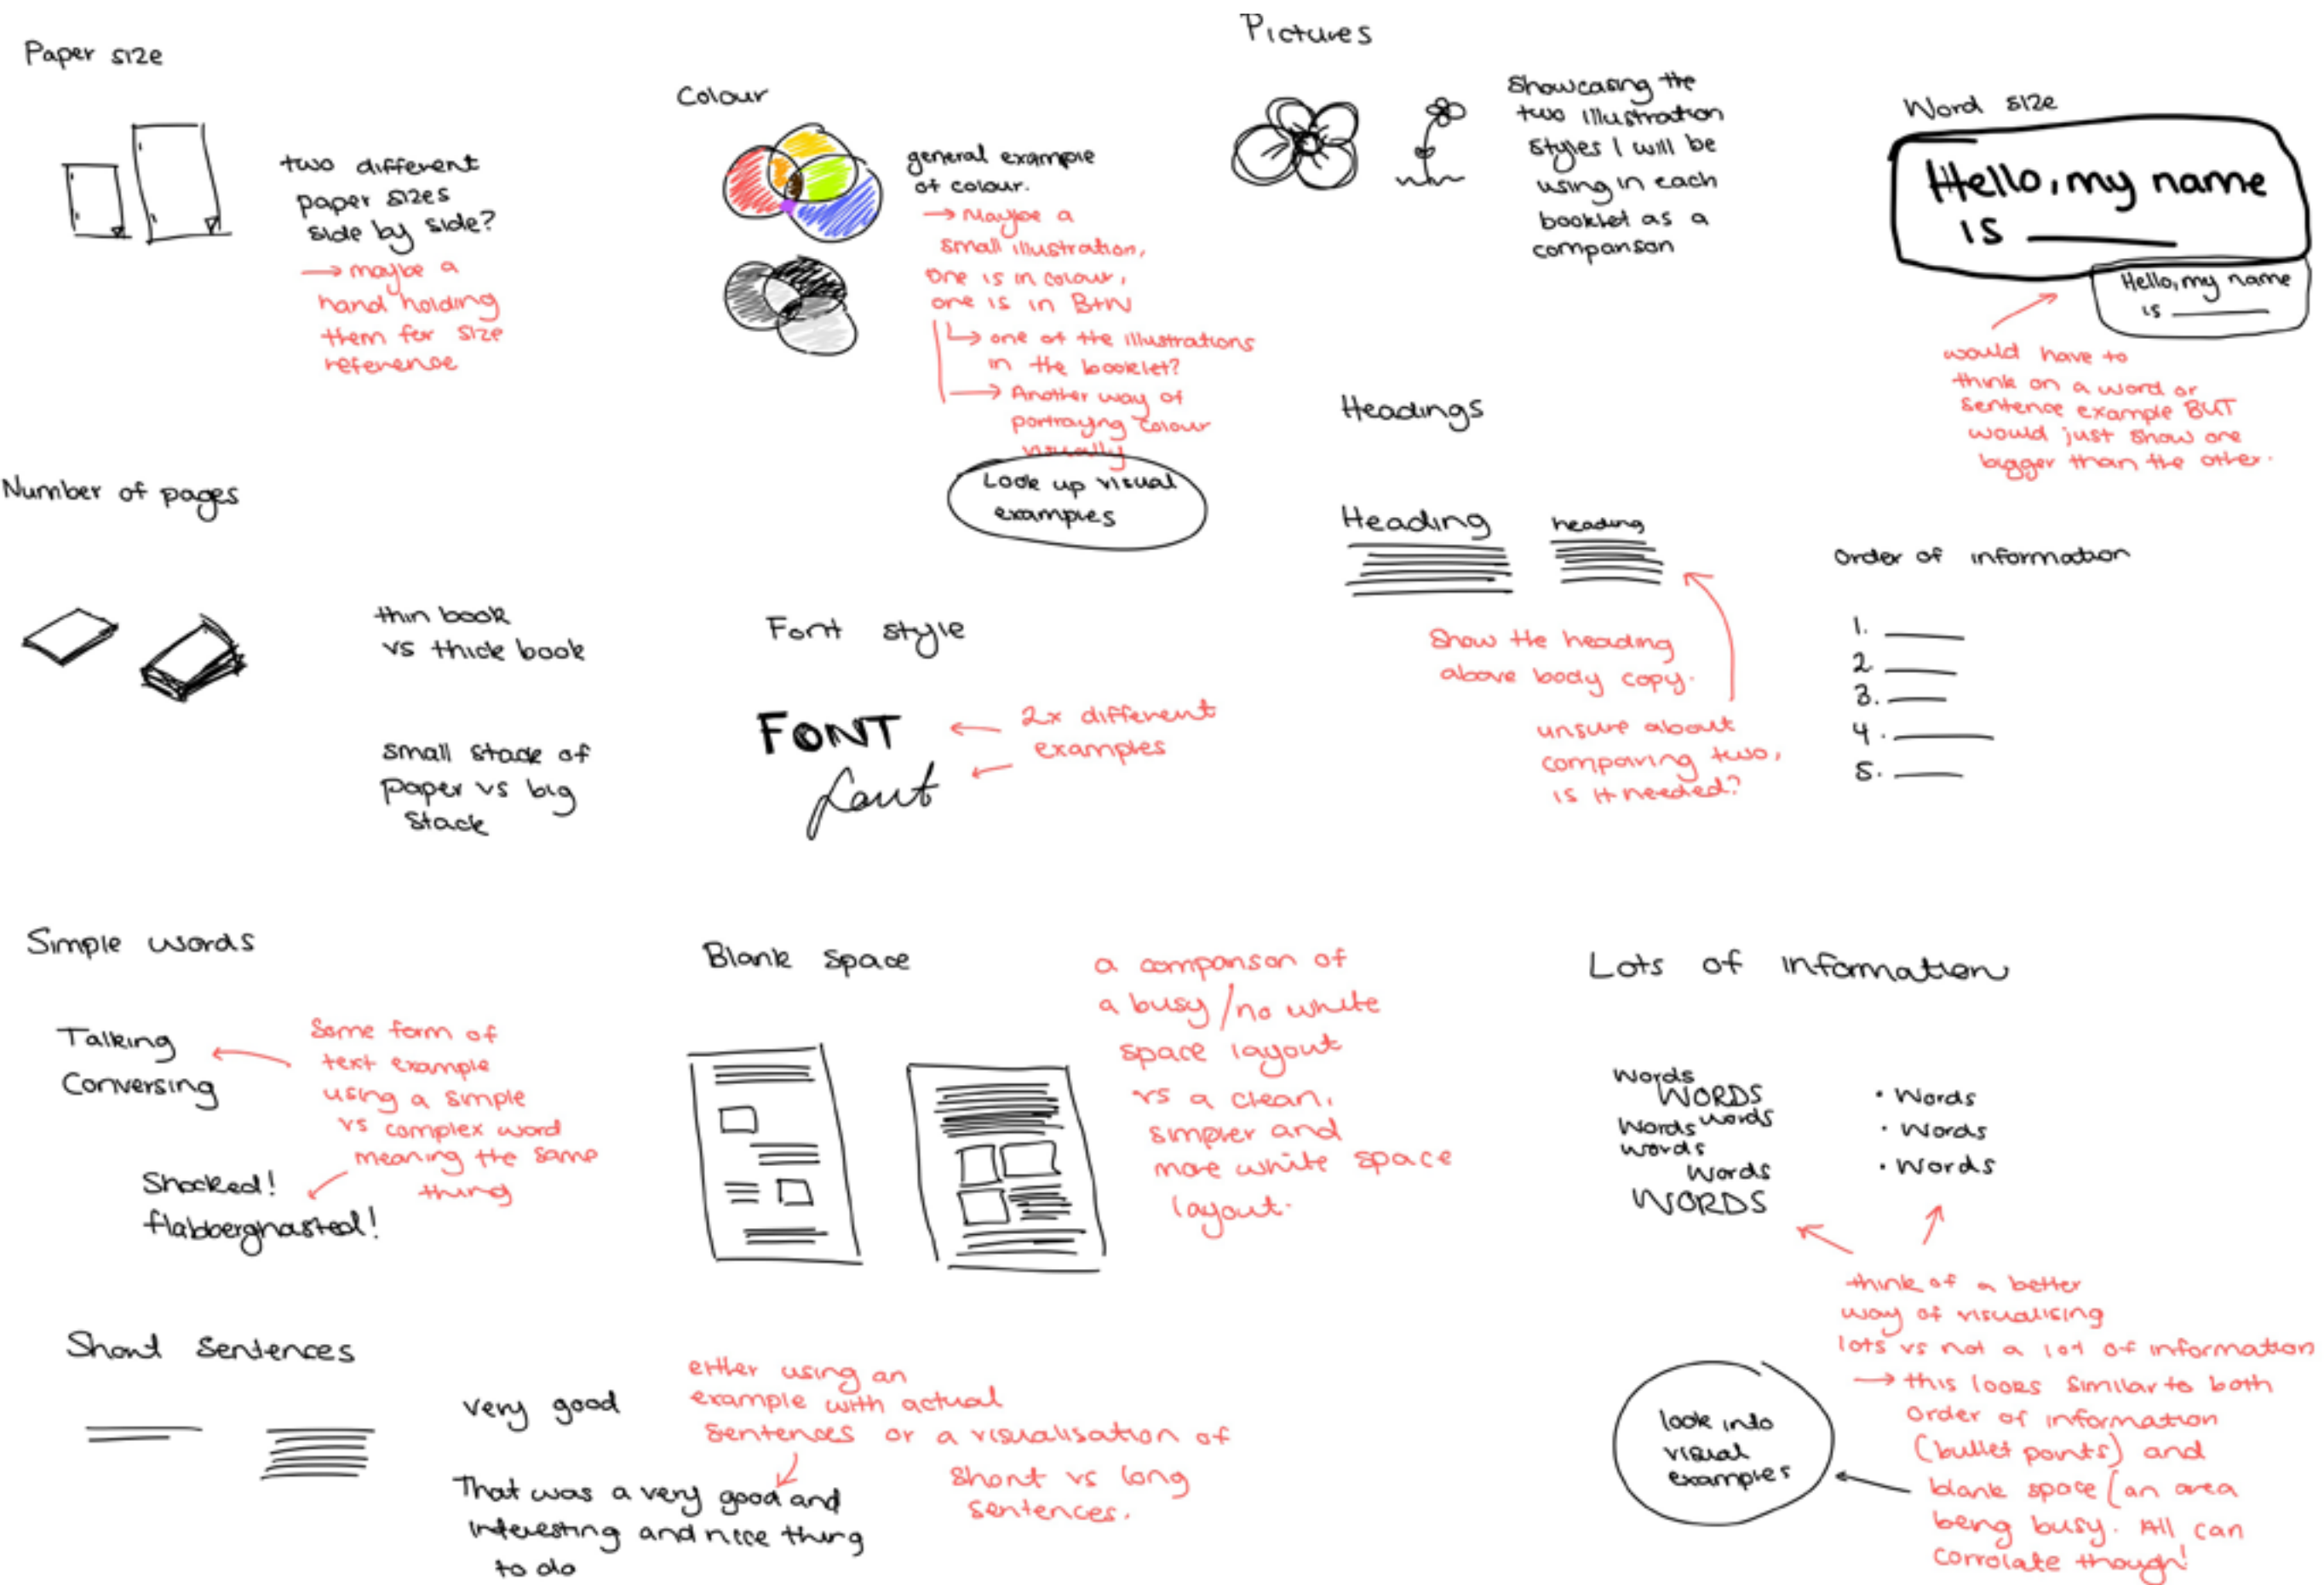 Paper size
two different
paper sizes
side by side?
→ maybe a
hand holding
them for size
reference
Colour
general example
of colour.
→ Maybe a
small illustration,
one is in colour,
one is in B+W
↳ one of the illustrations
in the booklet?
→ Another way of
portrayng colour
visually
Look up visual
examples
Pictures
Showcasing the
two illustration
styles I will be
using in each
booklet as a
comparison
Word size
Hello, my name
is ______
Hello, my name
is ______
would have to
think on a word or
sentence example BUT
would just show one
bigger than the other.
Number of pages
thin book
vs thick book
small stack of
paper vs big
stack
Font style
FONT
font
2x different
examples
Headings
Heading
heading
Show the heading
above body copy.
unsure about
comparing two,
is it needed?
Order of information
1.
2.
3.
4.
5.
Simple words
Talking
Conversing
Some form of
text example
using a simple
vs complex word
meaning the same
thing
Shocked!
flabberghasted!
Blank space
a comparison of
a busy/no white
space layout
vs a clean,
simpler and
more white space
layout.
Lots of information
Words
WORDS
Words words
words
Words
WORDS
• Words
• Words
• Words
think of a better
way of visualising
lots vs not a lot of information
→ this looks similar to both
order of information
(bullet points) and
blank space (an area
being busy. All can
corrolate though!
look into
visual
examples
Short sentences
very good
That was a very good and
interesting and nice thing
to do
either using an
example with actual
sentences or a visualisation of
short vs long
sentences.